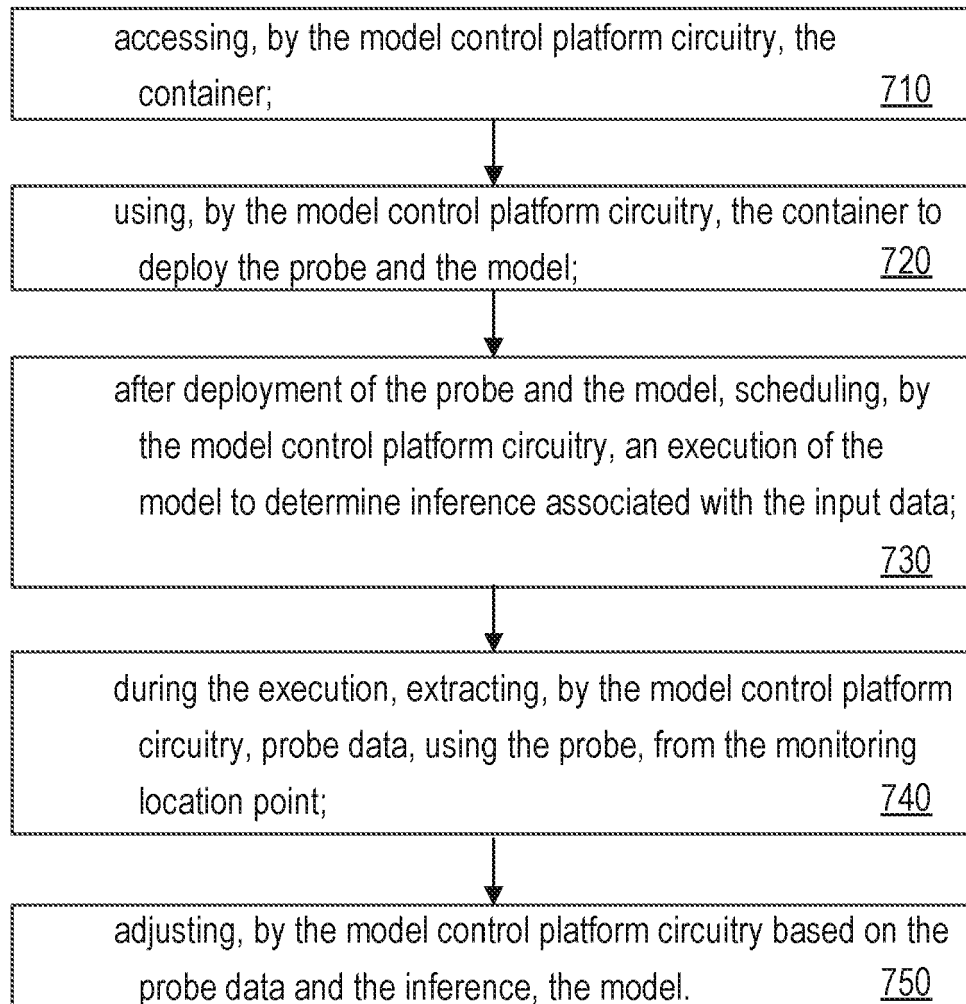 accessing, by the model control platform circuitry, the
container; 710
using, by the model control platform circuitry, the container to
deploy the probe and the model; 720
after deployment of the probe and the model, scheduling, by
the model control platform circuitry, an execution of the
model to determine inference associated with the input data;
730
during the execution, extracting, by the model control platform
circuitry, probe data, using the probe, from the monitoring
location point; 740
adjusting, by the model control platform circuitry based on the
probe data and the inference, the model. 750